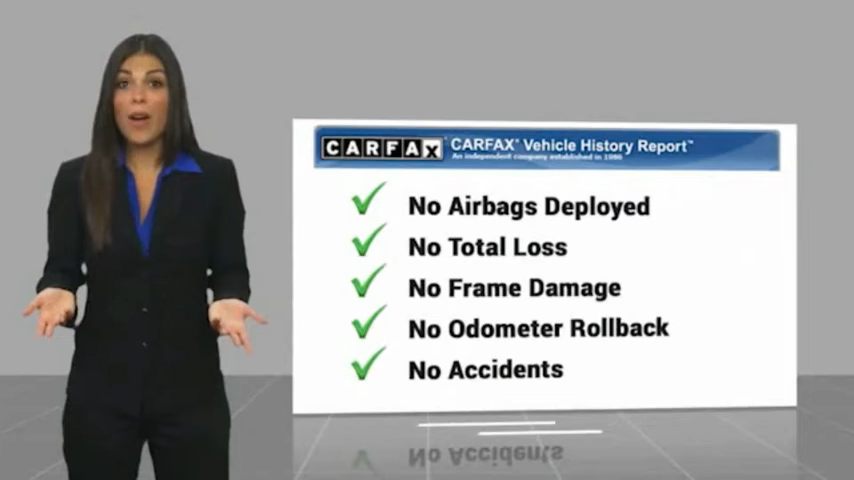 CARFAX CARFAX® Vehicle History Report™
An independent company established in 1986
No Airbags Deployed
No Total Loss
No Frame Damage
No Odometer Rollback
No Accidents
No Accidents